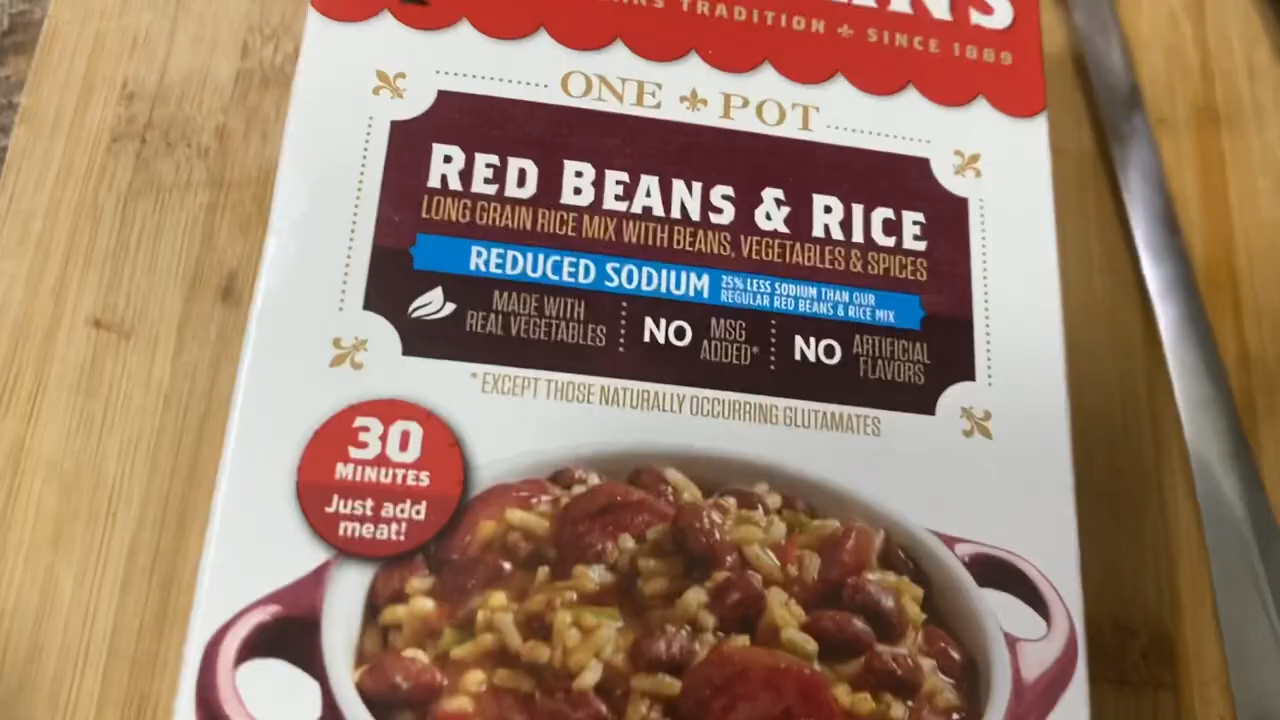 TRADITION SINCE 1889
ONE POT
RED BEANS & RICE
LONG GRAIN RICE MIX WITH BEANS, VEGETABLES & SPICES
REDUCED SODIUM
25% LESS SODIUM THAN OUR
REGULAR RED BEANS & RICE MIX
MADE WITH
REAL VEGETABLES
NO MSG
ADDED*
NO ARTIFICIAL
FLAVORS
*EXCEPT THOSE NATURALLY OCCURRING GLUTAMATES
30
MINUTES
Just add
meat!